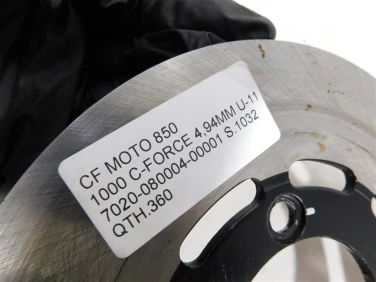 CF MOTO 850
1000 C-FORCE 4,94MM U-11
7020-080004-00001 S.1032
QTH.360